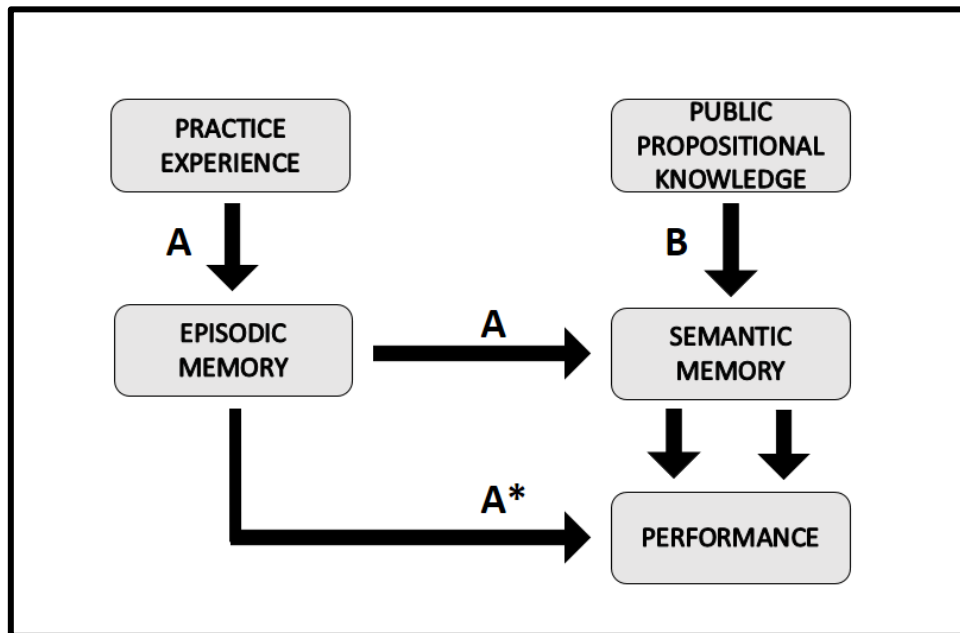 PRACTICE
EXPERIENCE
PUBLIC
PROPOSITIONAL
KNOWLEDGE
A
B
EPISODIC
MEMORY
A
SEMANTIC
MEMORY
A*
PERFORMANCE